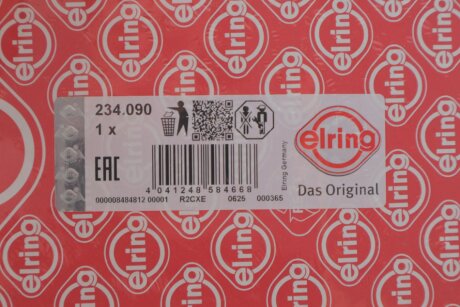 234.090
1 x
EAC
4 041248 584668
000008484812 00001 R2CXE 0625 000365
Elring Germany
elring
Das Original